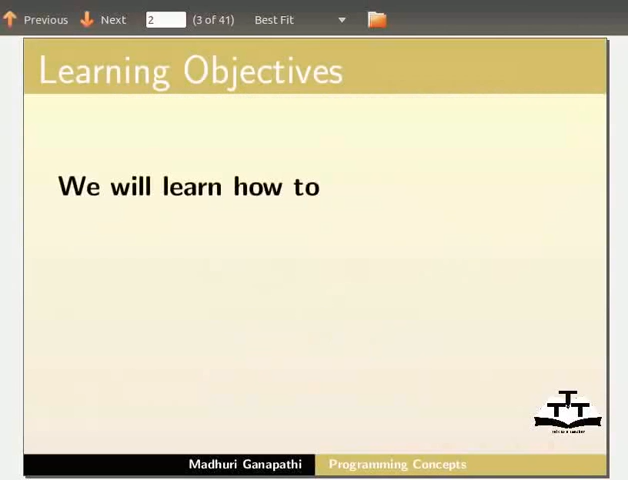 Previous Next 2 (3 of 41) Best Fit
Learning Objectives
We will learn how to
TTT
Madhuri Ganapathi Programming Concepts